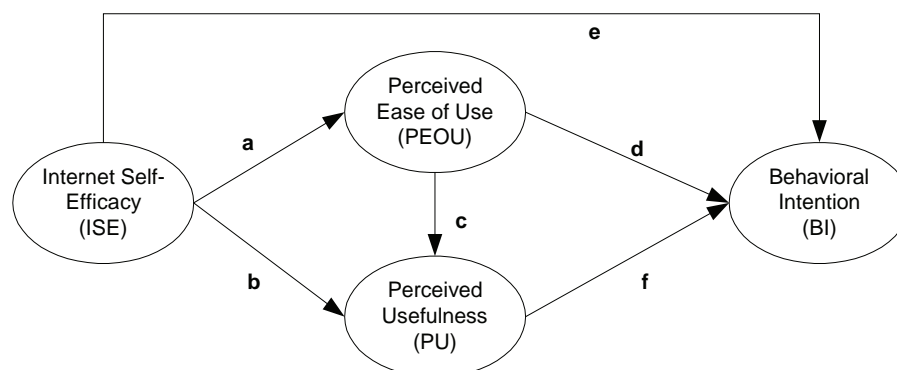 e
Perceived
Ease of Use
(PEOU)
a
d
Internet Self-
Efficacy
(ISE)
Behavioral
Intention
(BI)
c
b
f
Perceived
Usefulness
(PU)